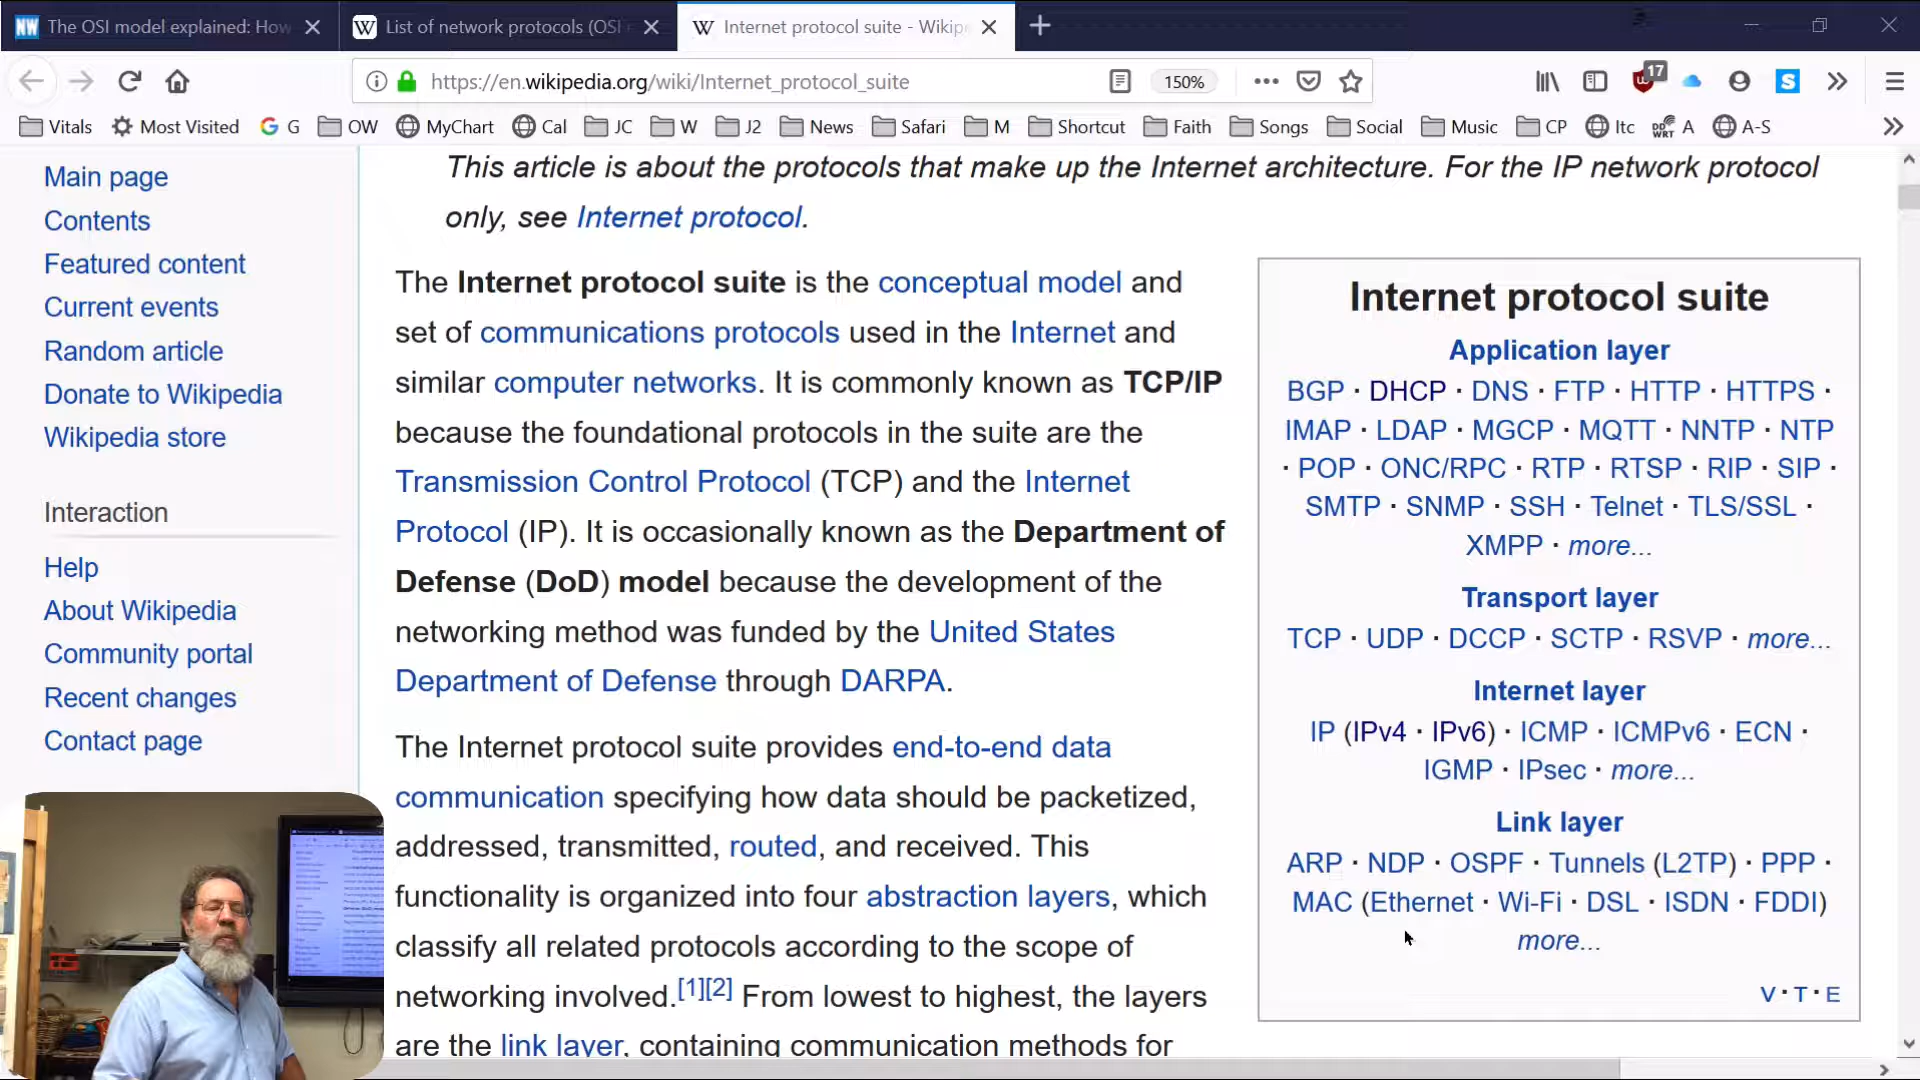 The OSI model explained: How
List of network protocols (OSI
Internet protocol suite - Wikip
https://en.wikipedia.org/wiki/Internet_protocol_suite
150%
17
Vitals
Most Visited
G
OW
MyChart
Cal
JC
W
J2
News
Safari
M
Shortcut
Faith
Songs
Social
Music
CP
Itc
A
A-S
Main page
Contents
Featured content
Current events
Random article
Donate to Wikipedia
Wikipedia store
Interaction
Help
About Wikipedia
Community portal
Recent changes
Contact page
This article is about the protocols that make up the Internet architecture. For the IP network protocol
only, see Internet protocol.
The Internet protocol suite is the conceptual model and
set of communications protocols used in the Internet and
similar computer networks. It is commonly known as TCP/IP
because the foundational protocols in the suite are the
Transmission Control Protocol (TCP) and the Internet
Protocol (IP). It is occasionally known as the Department of
Defense (DoD) model because the development of the
networking method was funded by the United States
Department of Defense through DARPA.
The Internet protocol suite provides end-to-end data
communication specifying how data should be packetized,
addressed, transmitted, routed, and received. This
functionality is organized into four abstraction layers, which
classify all related protocols according to the scope of
networking involved.[1][2] From lowest to highest, the layers
are the link layer, containing communication methods for
Internet protocol suite
Application layer
BGP · DHCP · DNS · FTP · HTTP · HTTPS ·
IMAP · LDAP · MGCP · MQTT · NNTP · NTP
· POP · ONC/RPC · RTP · RTSP · RIP · SIP ·
SMTP · SNMP · SSH · Telnet · TLS/SSL ·
XMPP · more...
Transport layer
TCP · UDP · DCCP · SCTP · RSVP · more...
Internet layer
IP (IPv4 · IPv6) · ICMP · ICMPv6 · ECN ·
IGMP · IPsec · more...
Link layer
ARP · NDP · OSPF · Tunnels (L2TP) · PPP ·
MAC (Ethernet · Wi-Fi · DSL · ISDN · FDDI)
more...
V · T · E